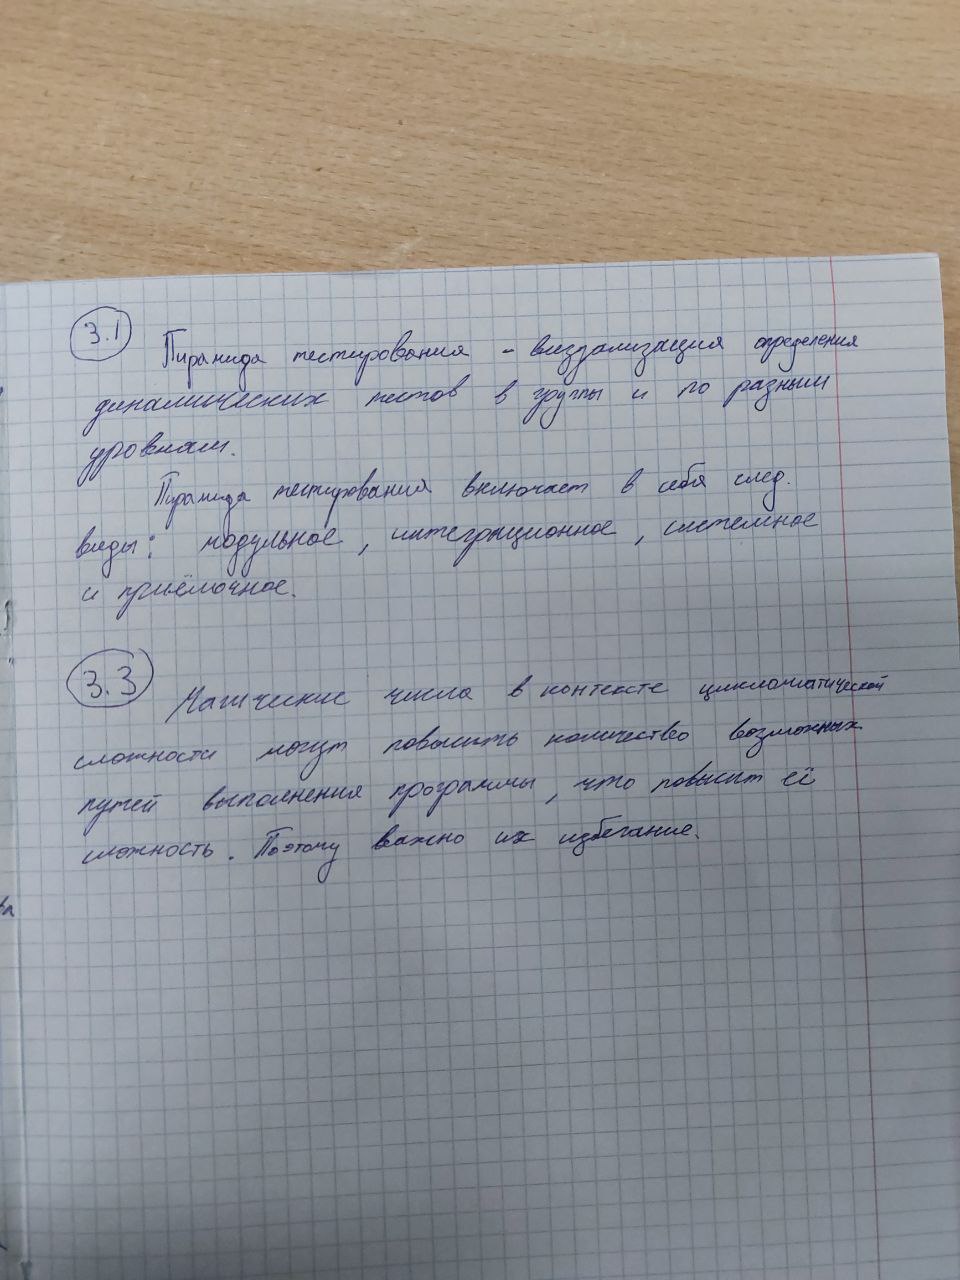 3.1 Пирамида тестирования - визуализация определения
динамических тестов в группы и по разным
уровням.
Пирамида тестирования включает в себя след.
виды: модульное, интеграционное, системное
и приёмочное.
3.3 Магические числа в контексте цикломатической
сложности могут повысить количество возможных
путей выполнения программы, что повысит её
сложность. Поэтому важно их избегание.